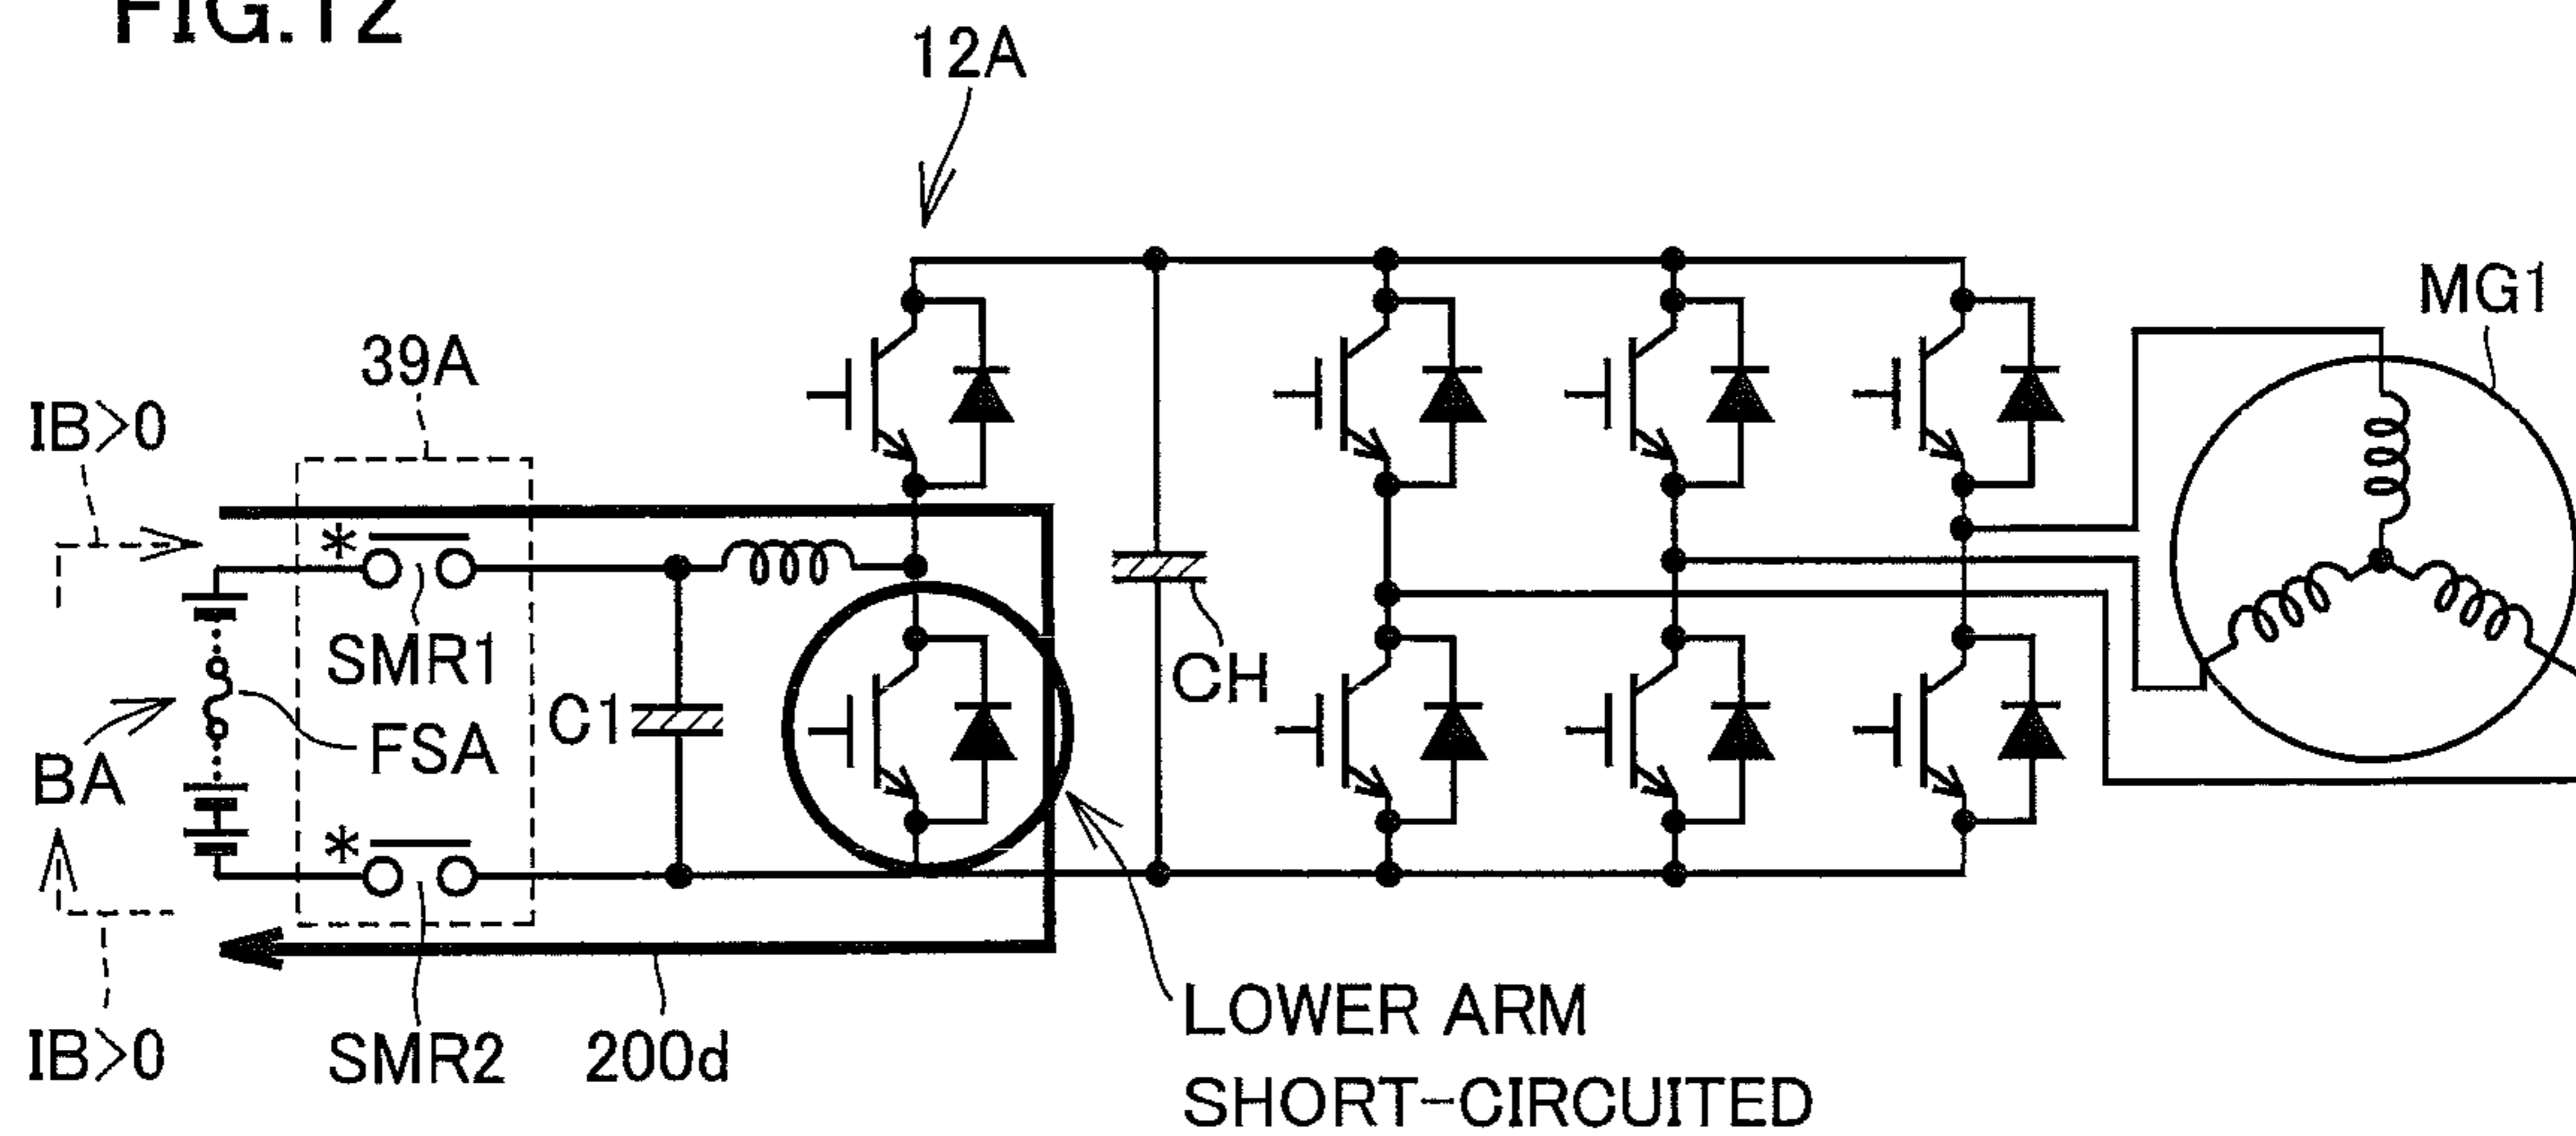 FIG.12
12A
MG1
39A
IB>0
*
SMR1
C1
CH
FSA
BA
*
IB>0
SMR2
200d
LOWER ARM
SHORT-CIRCUITED